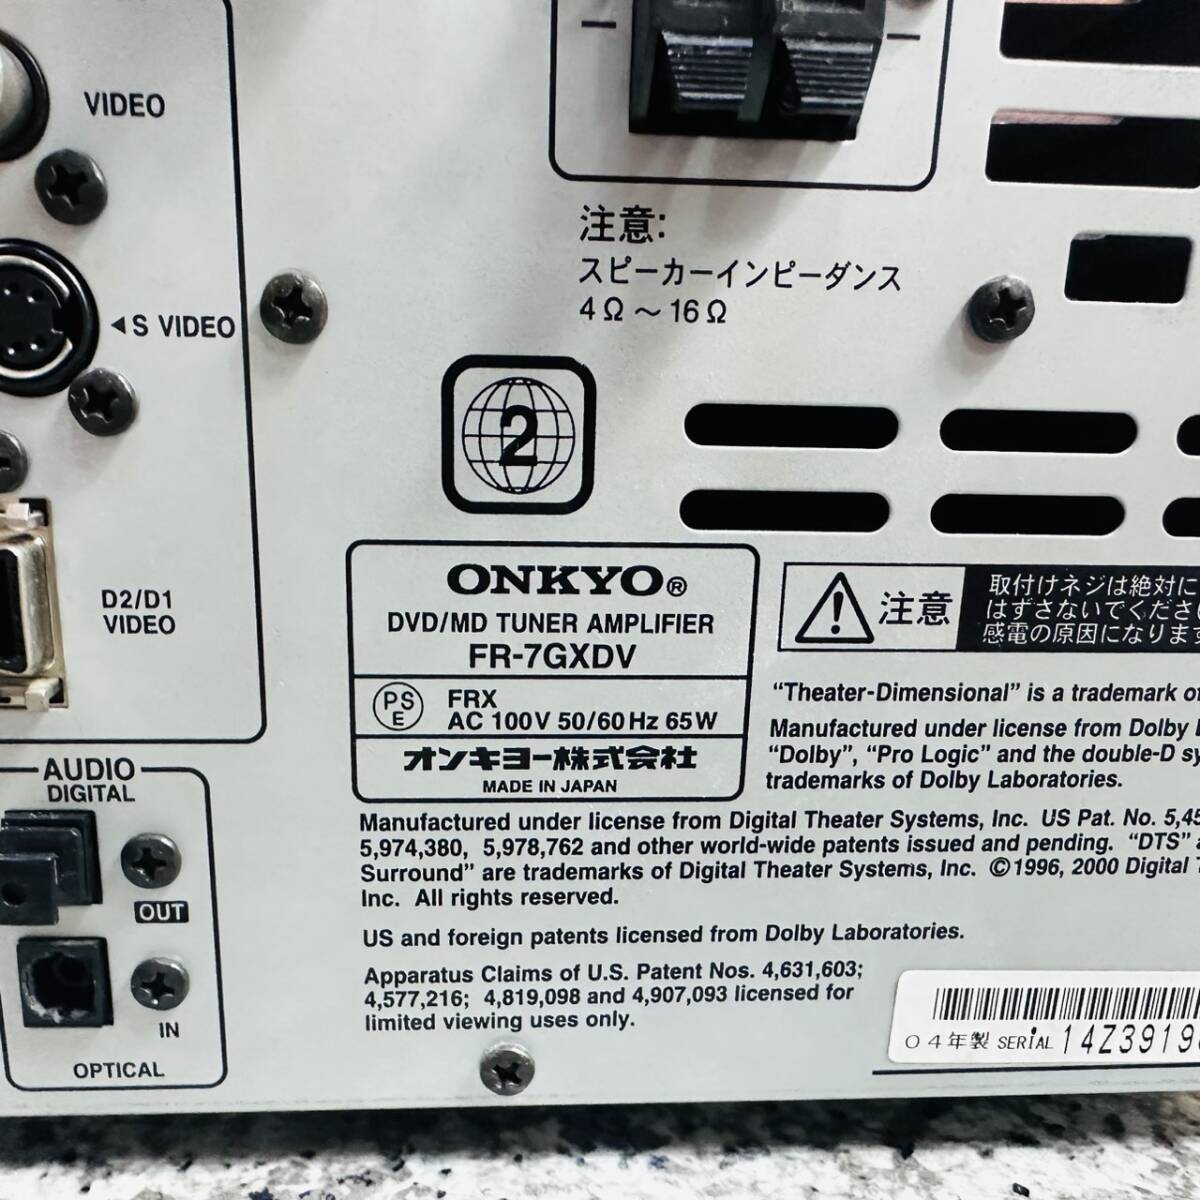 VIDEO
◀S VIDEO
D2/D1
VIDEO
AUDIO
DIGITAL
OUT
IN
OPTICAL
注意:
スピーカーインピーダンス
4Ω～16Ω
2
ONKYO®
DVD/MD TUNER AMPLIFIER
FR-7GXDV
PS
E
FRX
AC 100V 50/60Hz 65W
オンキヨー株式会社
MADE IN JAPAN
注意
取付けネジは絶対に
はずさないでくださ
感電の原因になります
"Theater-Dimensional" is a trademark of
Manufactured under license from Dolby
"Dolby", "Pro Logic" and the double-D sy
trademarks of Dolby Laboratories.
Manufactured under license from Digital Theater Systems, Inc. US Pat. No. 5,45
5,974,380, 5,978,762 and other world-wide patents issued and pending. "DTS"
Surround" are trademarks of Digital Theater Systems, Inc. ©1996, 2000 Digital
Inc. All rights reserved.
US and foreign patents licensed from Dolby Laboratories.
Apparatus Claims of U.S. Patent Nos. 4,631,603;
4,577,216; 4,819,098 and 4,907,093 licensed for
limited viewing uses only.
04年製 SERIAL 14Z3919